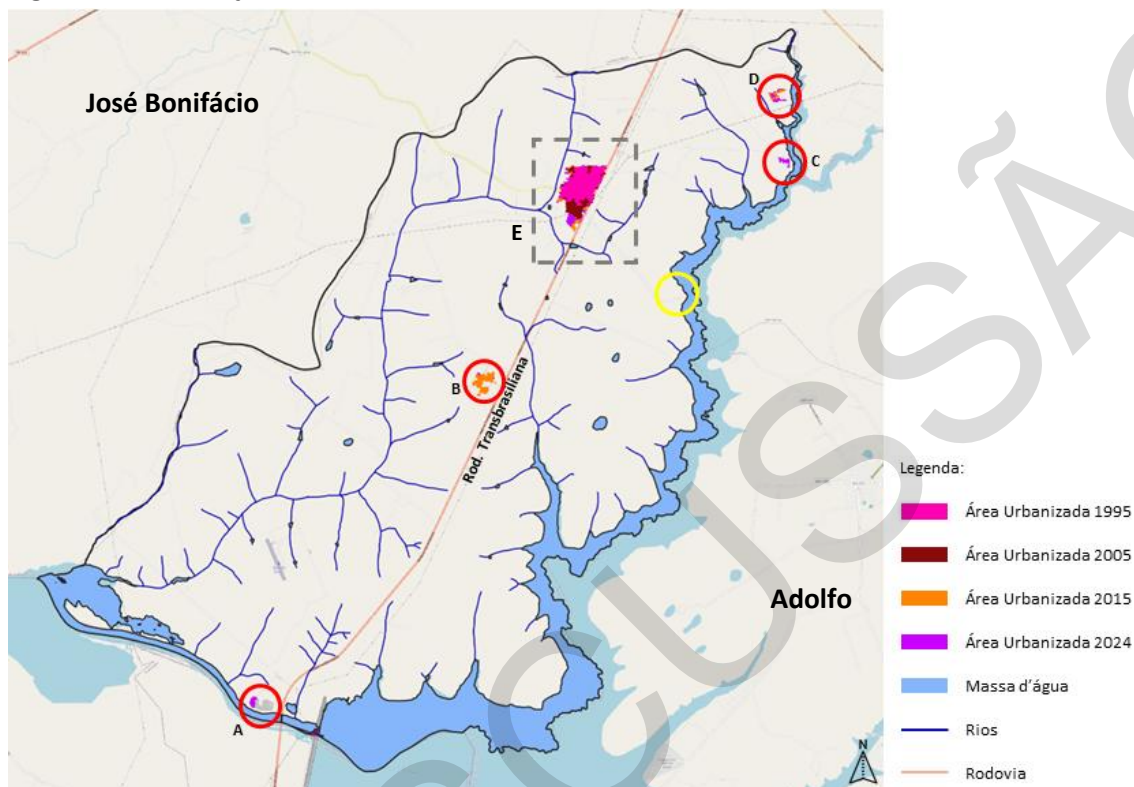 José Bonifácio
D
C
E
B
Rod. Transbrasiliana
Adolfo
A
N
Legenda:
Área Urbanizada 1995
Área Urbanizada 2005
Área Urbanizada 2015
Área Urbanizada 2024
Massa d'água
Rios
Rodovia
CUSSÃO